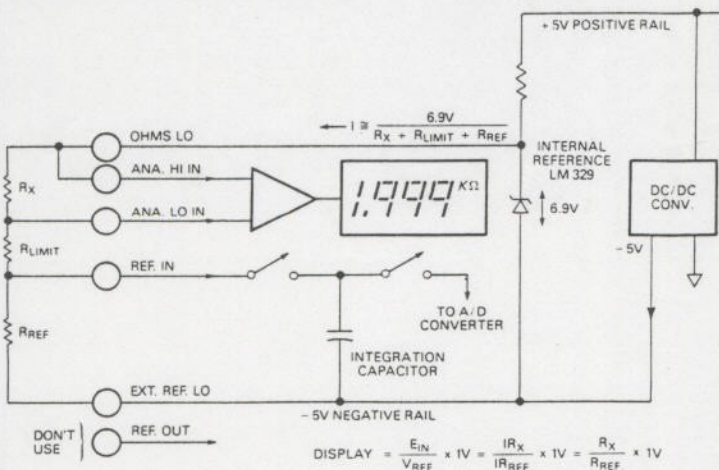 +5V POSITIVE RAIL
I ≅ 6.9V / (RX + RLIMIT + RREF)
OHMS LO
INTERNAL
REFERENCE
LM 329
ANA. HI IN
1.999 KΩ
DC/DC
CONV.
RX
6.9V
ANA. LO IN
-5V
RLIMIT
REF. IN
TO A/D
CONVERTER
RREF
INTEGRATION
CAPACITOR
EXT. REF. LO
-5V NEGATIVE RAIL
DON'T
USE
REF. OUT
DISPLAY = EIN/VREF × 1V = IRX/IRREF × 1V = RX/RREF × 1V